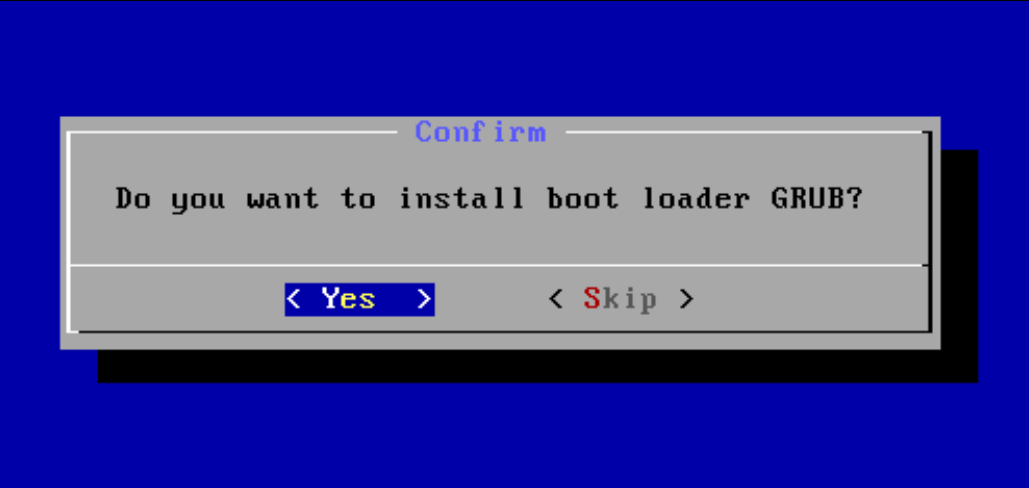 Confirm
Do you want to install boot loader GRUB?
< Yes > < Skip >